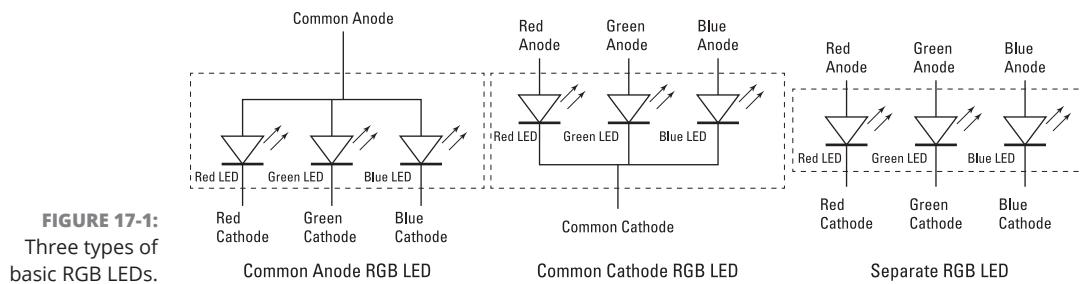 Common Anode
Red
Anode
Green
Anode
Blue
Anode
Red
Anode
Green
Anode
Blue
Anode
Red LED
Green LED
Blue LED
Red LED
Green LED
Blue LED
Red LED
Green LED
Blue LED
Red
Cathode
Green
Cathode
Blue
Cathode
Common Cathode
Red
Cathode
Green
Cathode
Blue
Cathode
Common Anode RGB LED
Common Cathode RGB LED
Separate RGB LED
FIGURE 17-1:
Three types of
basic RGB LEDs.